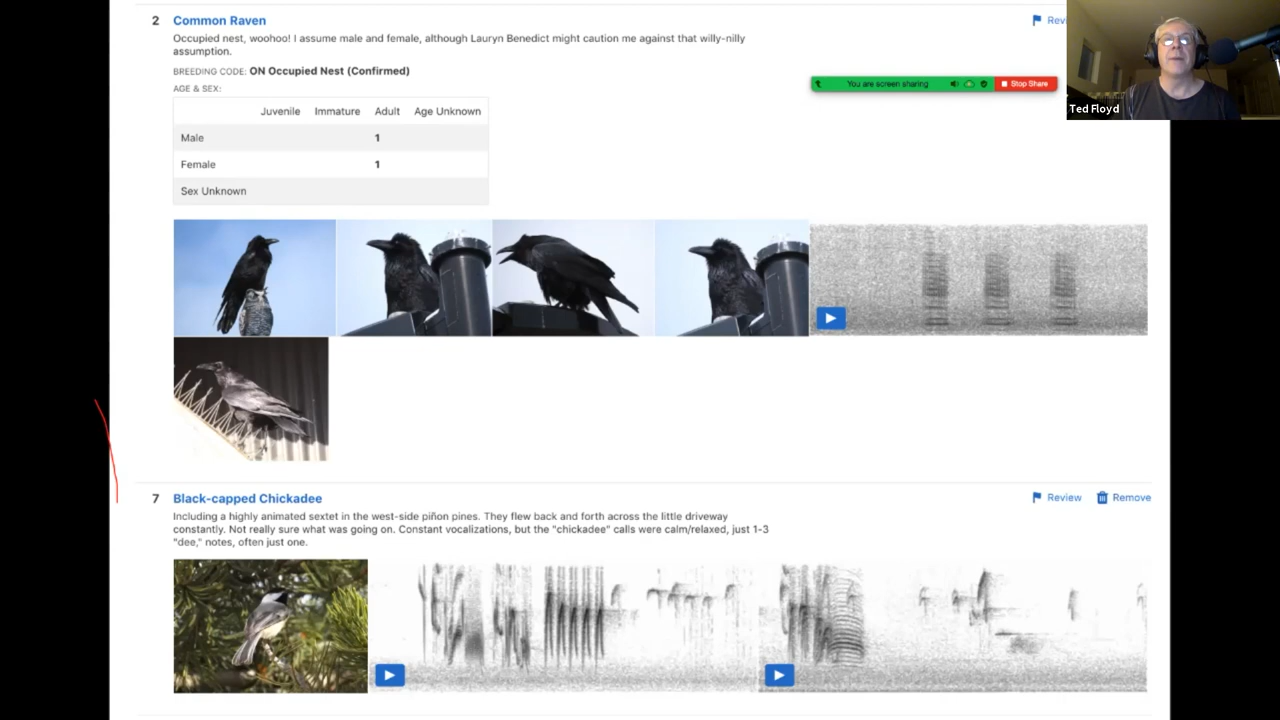 2 Common Raven
Revi
Occupied nest, woohoo! I assume male and female, although Lauryn Benedict might caution me against that willy-nilly
assumption.
BREEDING CODE: ON Occupied Nest (Confirmed)
You are screen sharing
Stop Share
AGE & SEX:
Ted Floyd
Juvenile Immature Adult Age Unknown
Male 1
Female 1
Sex Unknown
7 Black-capped Chickadee
Review Remove
Including a highly animated sextet in the west-side piñon pines. They flew back and forth across the little driveway
constantly. Not really sure what was going on. Constant vocalizations, but the "chickadee" calls were calm/relaxed, just 1-3
"dee," notes, often just one.